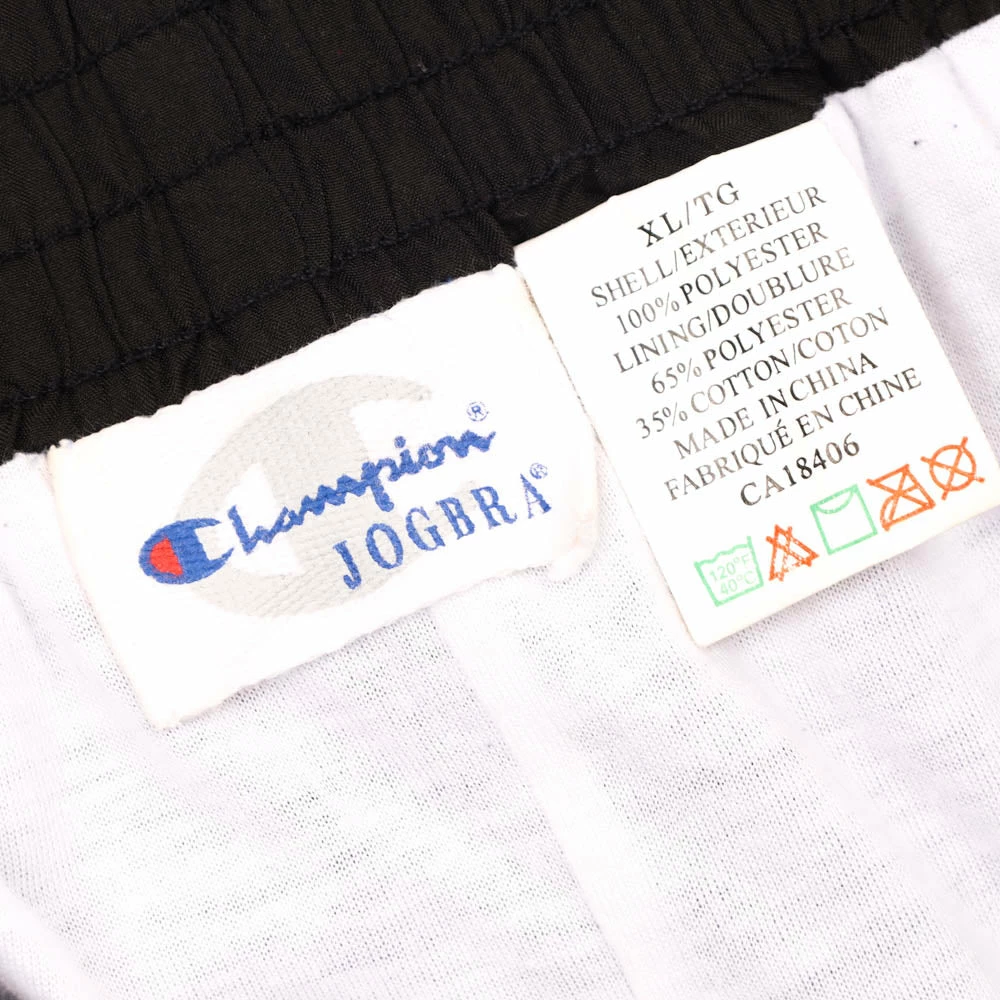 Champion®
JOGBRA®
XL/TG
SHELL/EXTERIEUR
100% POLYESTER
LINING/DOUBLURE
65% POLYESTER
35% COTTON/COTON
MADE IN CHINA
FABRIQUÉ EN CHINE
CA18406
120°F
40°C